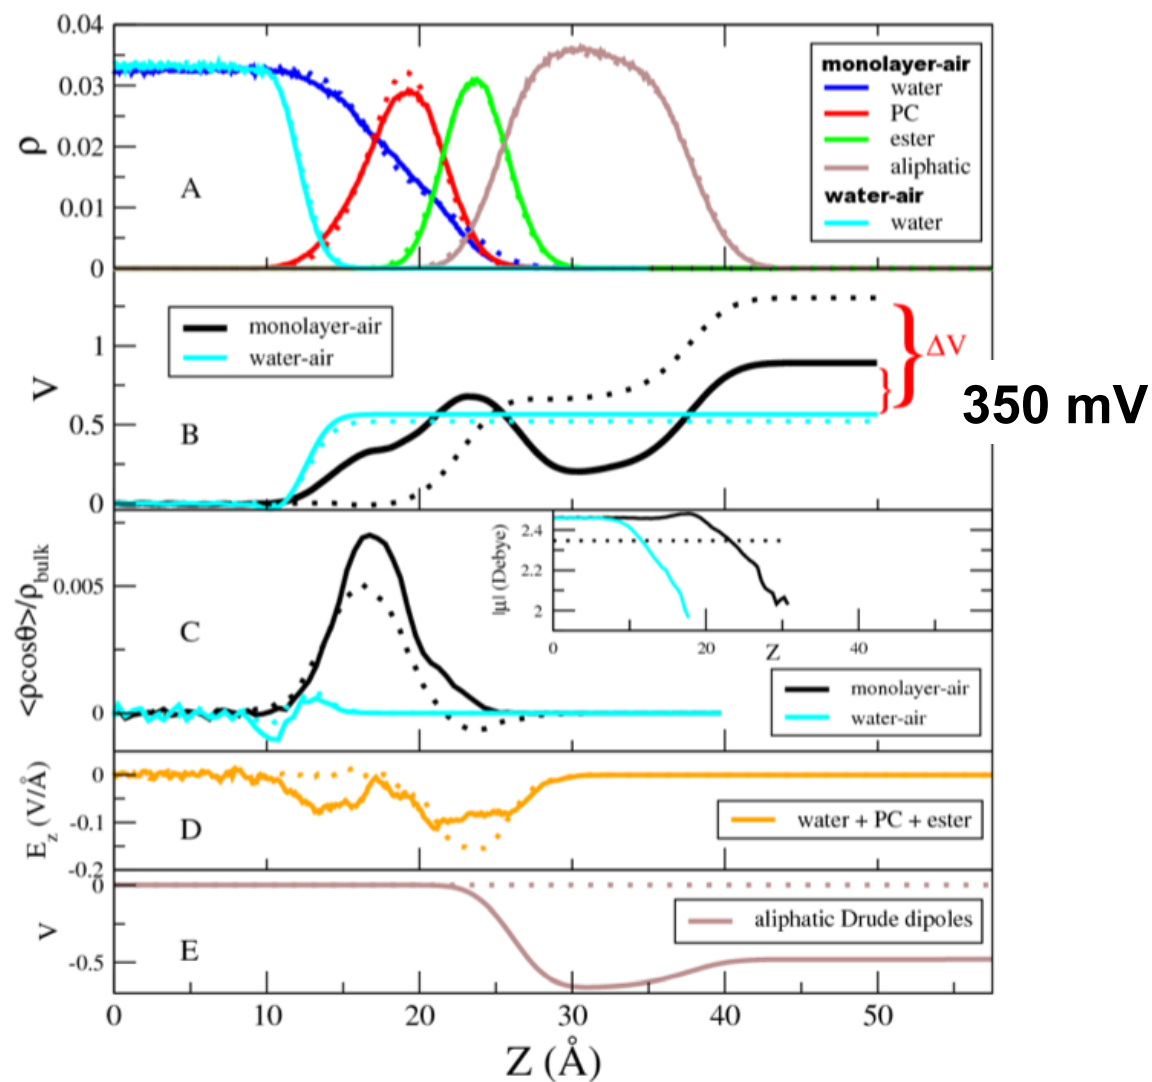 0.04
0.03
0.02
0.01
0
ρ
A
monolayer-air
water
PC
ester
aliphatic
water-air
water
1
0.5
0
V
B
monolayer-air
water-air
ΔV
350 mV
0.005
0
<ρcosθ>/ρbulk
C
2.4
2.2
2
|μ| (Debye)
0 20 40
Z
monolayer-air
water-air
0
-0.1
-0.2
Ez (V/Å)
D
water + PC + ester
0
-0.5
V
E
aliphatic Drude dipoles
0 10 20 30 40 50
Z (Å)